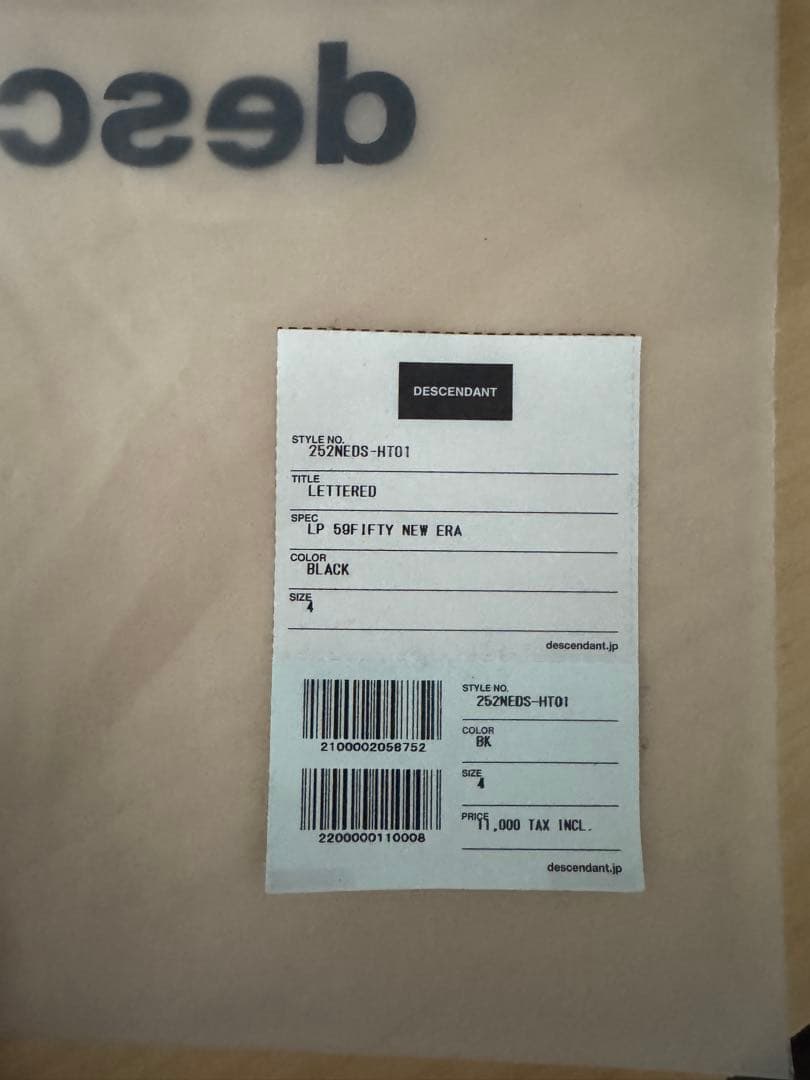 desc
DESCENDANT
STYLE NO.
252NEDS-HT01
TITLE
LETTERED
SPEC
LP 59FIFTY NEW ERA
COLOR
BLACK
SIZE
4
descendant.jp
2100002058752
2200000110008
STYLE NO.
252NEDS-HT01
COLOR
BK
SIZE
4
PRICE
11,000 TAX INCL.
descendant.jp